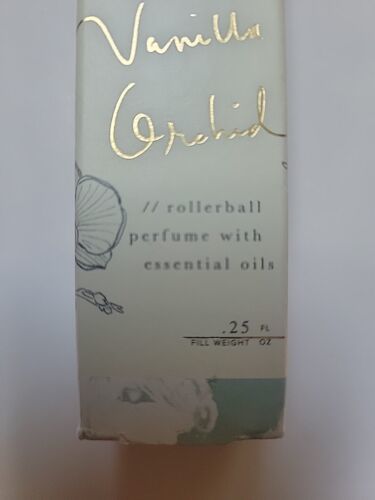 Vanilla
Orchid
// rollerball
perfume with
essential oils
.25 FL
FILL WEIGHT OZ